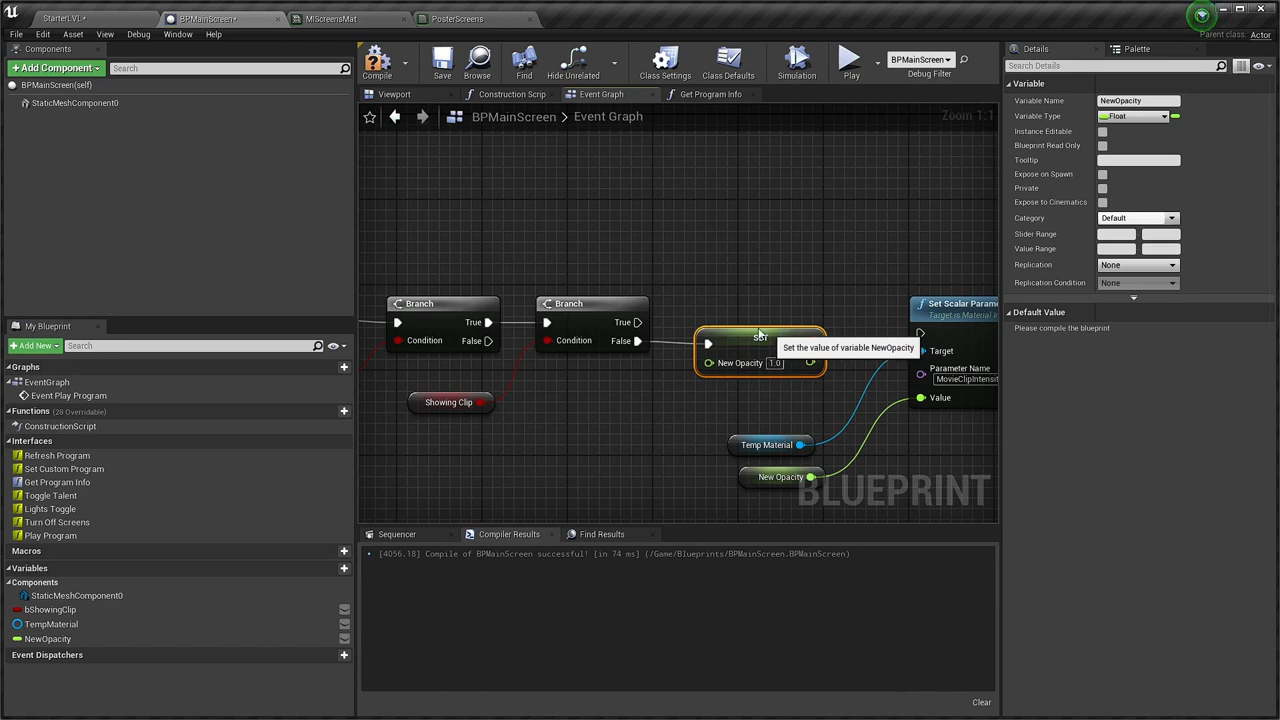 StarterLVL•
BPMainScreen•
MIScreensMat
PosterScreens
File Edit Asset View Debug Window Help
Parent class: Actor
Components
+Add Component
Search
BPMainScreen(self)
StaticMeshComponent0
Compile
Save
Browse
Find
Hide Unrelated
Class Settings
Class Defaults
Simulation
Play
BPMainScreen
Debug Filter
Viewport
Construction Scrip
Event Graph
Get Program Info
BPMainScreen > Event Graph
Zoom 1:1
Branch
True
Condition
False
Branch
True
Condition
False
Showing Clip
SET
New Opacity 1.0
Set the value of variable NewOpacity
Set Scalar Parame
Target is Material In
Target
Parameter Name
MovieClipIntensit
Value
Temp Material
New Opacity
BLUEPRINT
My Blueprint
+Add New
Search
Graphs
EventGraph
Event Play Program
Functions (28 Overridable)
ConstructionScript
Interfaces
Refresh Program
Set Custom Program
Get Program Info
Toggle Talent
Lights Toggle
Turn Off Screens
Play Program
Macros
Variables
Components
StaticMeshComponent0
bShowingClip
TempMaterial
NewOpacity
Event Dispatchers
Sequencer
Compiler Results
Find Results
• [4056.18] Compile of BPMainScreen successful! [in 74 ms] (/Game/Blueprints/BPMainScreen.BPMainScreen)
Clear
Details
Palette
Search Details
Variable
Variable Name NewOpacity
Variable Type Float
Instance Editable
Blueprint Read Only
Tooltip
Expose on Spawn
Private
Expose to Cinematics
Category Default
Slider Range
Value Range
Replication None
Replication Condition None
Default Value
Please compile the blueprint